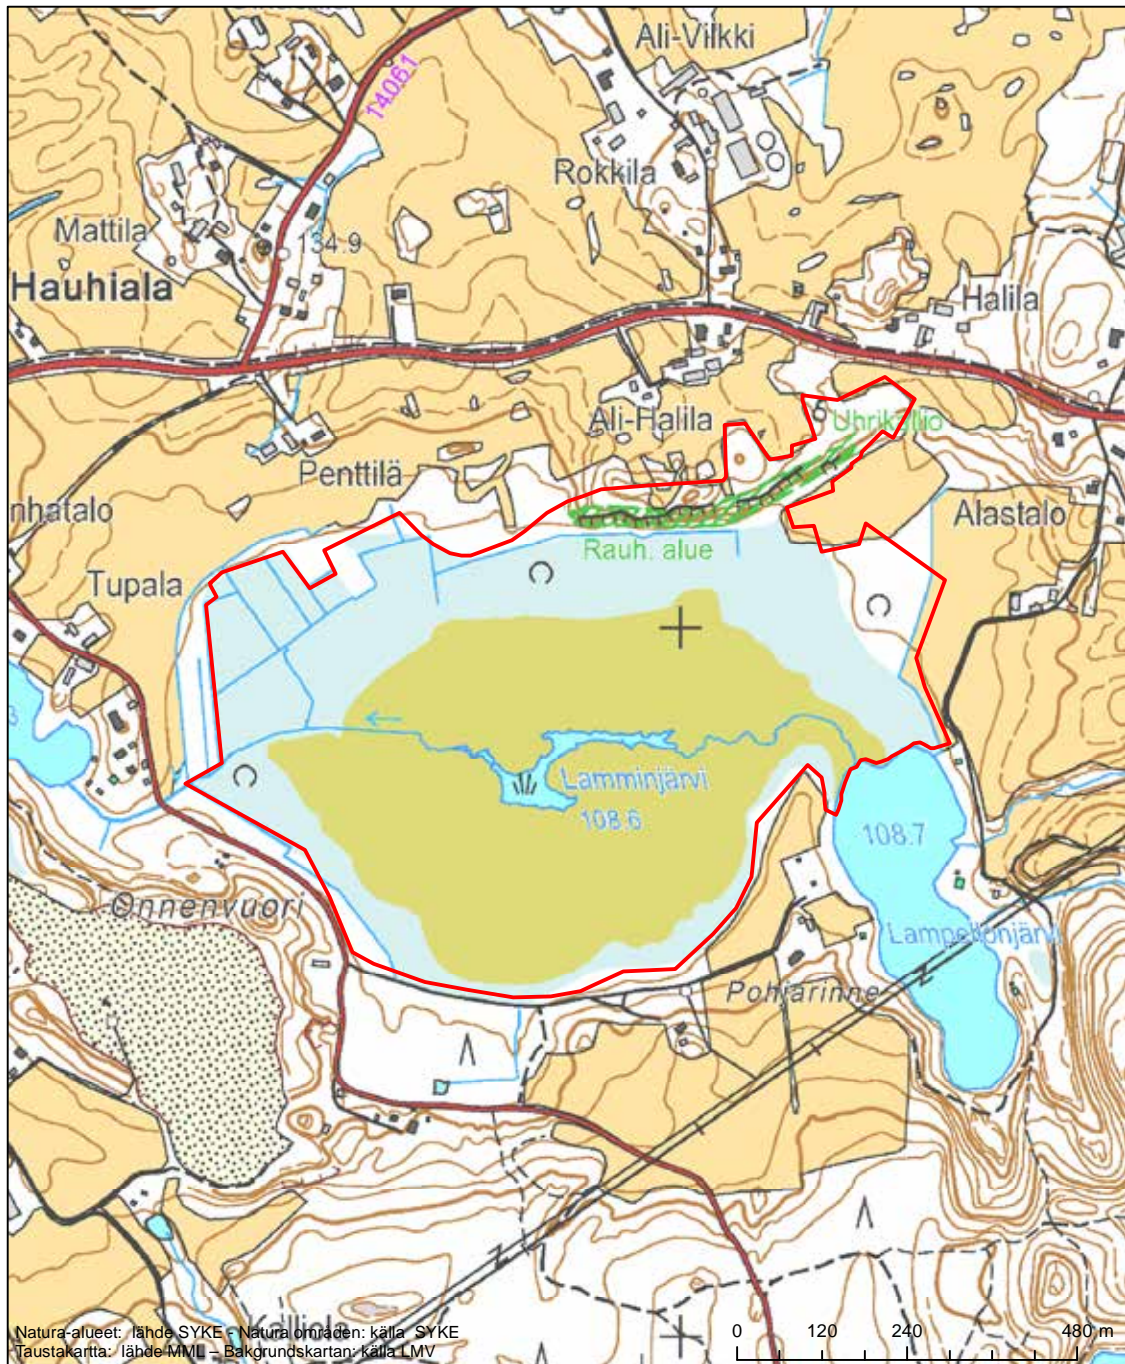 Ali-Vilkki
14061
Rokkila
Mattila
134.9
Hauhiala
Halila
Ali-Halila
Uhrikallio
Penttilä
nhatalo
Alastalo
Rauh. alue
Tupala
Lamminjärvi
108.6
108.7
Onnenvuori
Lampellonjärvi
Pohjarinne
Natura-alueet: lähde SYKE - Natura områden: källa SYKE
Taustakartta: lähde MML – Bakgrundskartan: källa LMV
0 120 240 480 m